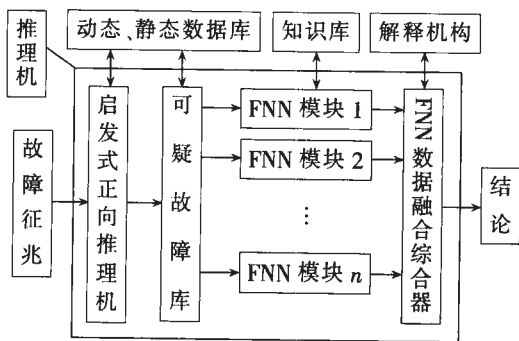 推理机
动态、静态数据库
知识库
解释机构
故障征兆
启发式正向推理机
可疑故障库
FNN 模块 1
FNN 模块 2
⋮
FNN 模块 n
FNN 数据融合综合器
结论